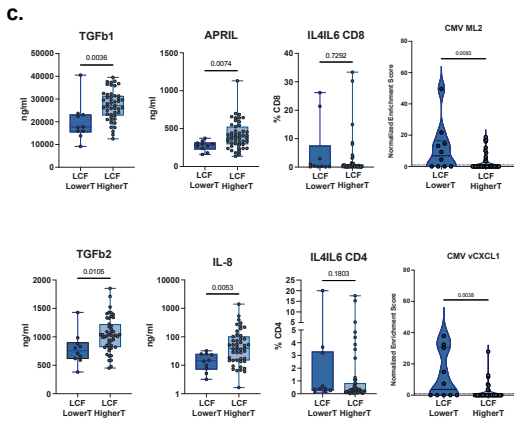 c.
TGFb1
0.0036
ng/ml
50000
40000
30000
20000
10000
0
LCF LCF
LowerT HigherT
APRIL
0.0074
ng/ml
1500
1000
500
0
LCF LCF
LowerT HigherT
IL4IL6 CD8
0.7292
% CD8
40
30
20
10
0
LCF LCF
LowerT HigherT
CMV ML2
0.0093
Normalized Enrichment Score
60
40
20
0
LCF LCF
LowerT HigherT
TGFb2
0.0105
ng/ml
2000
1500
1000
500
0
LCF LCF
LowerT HigherT
IL-8
0.0053
ng/ml
10000
1000
100
10
1
LCF LCF
LowerT HigherT
IL4IL6 CD4
0.1803
% CD4
25
20
15
10
5
4
3
2
1
0
LCF LCF
LowerT HigherT
CMV vCXCL1
Normalized Enrichment Score
80
60
40
20
0
LCF LCF
LowerT HigherT